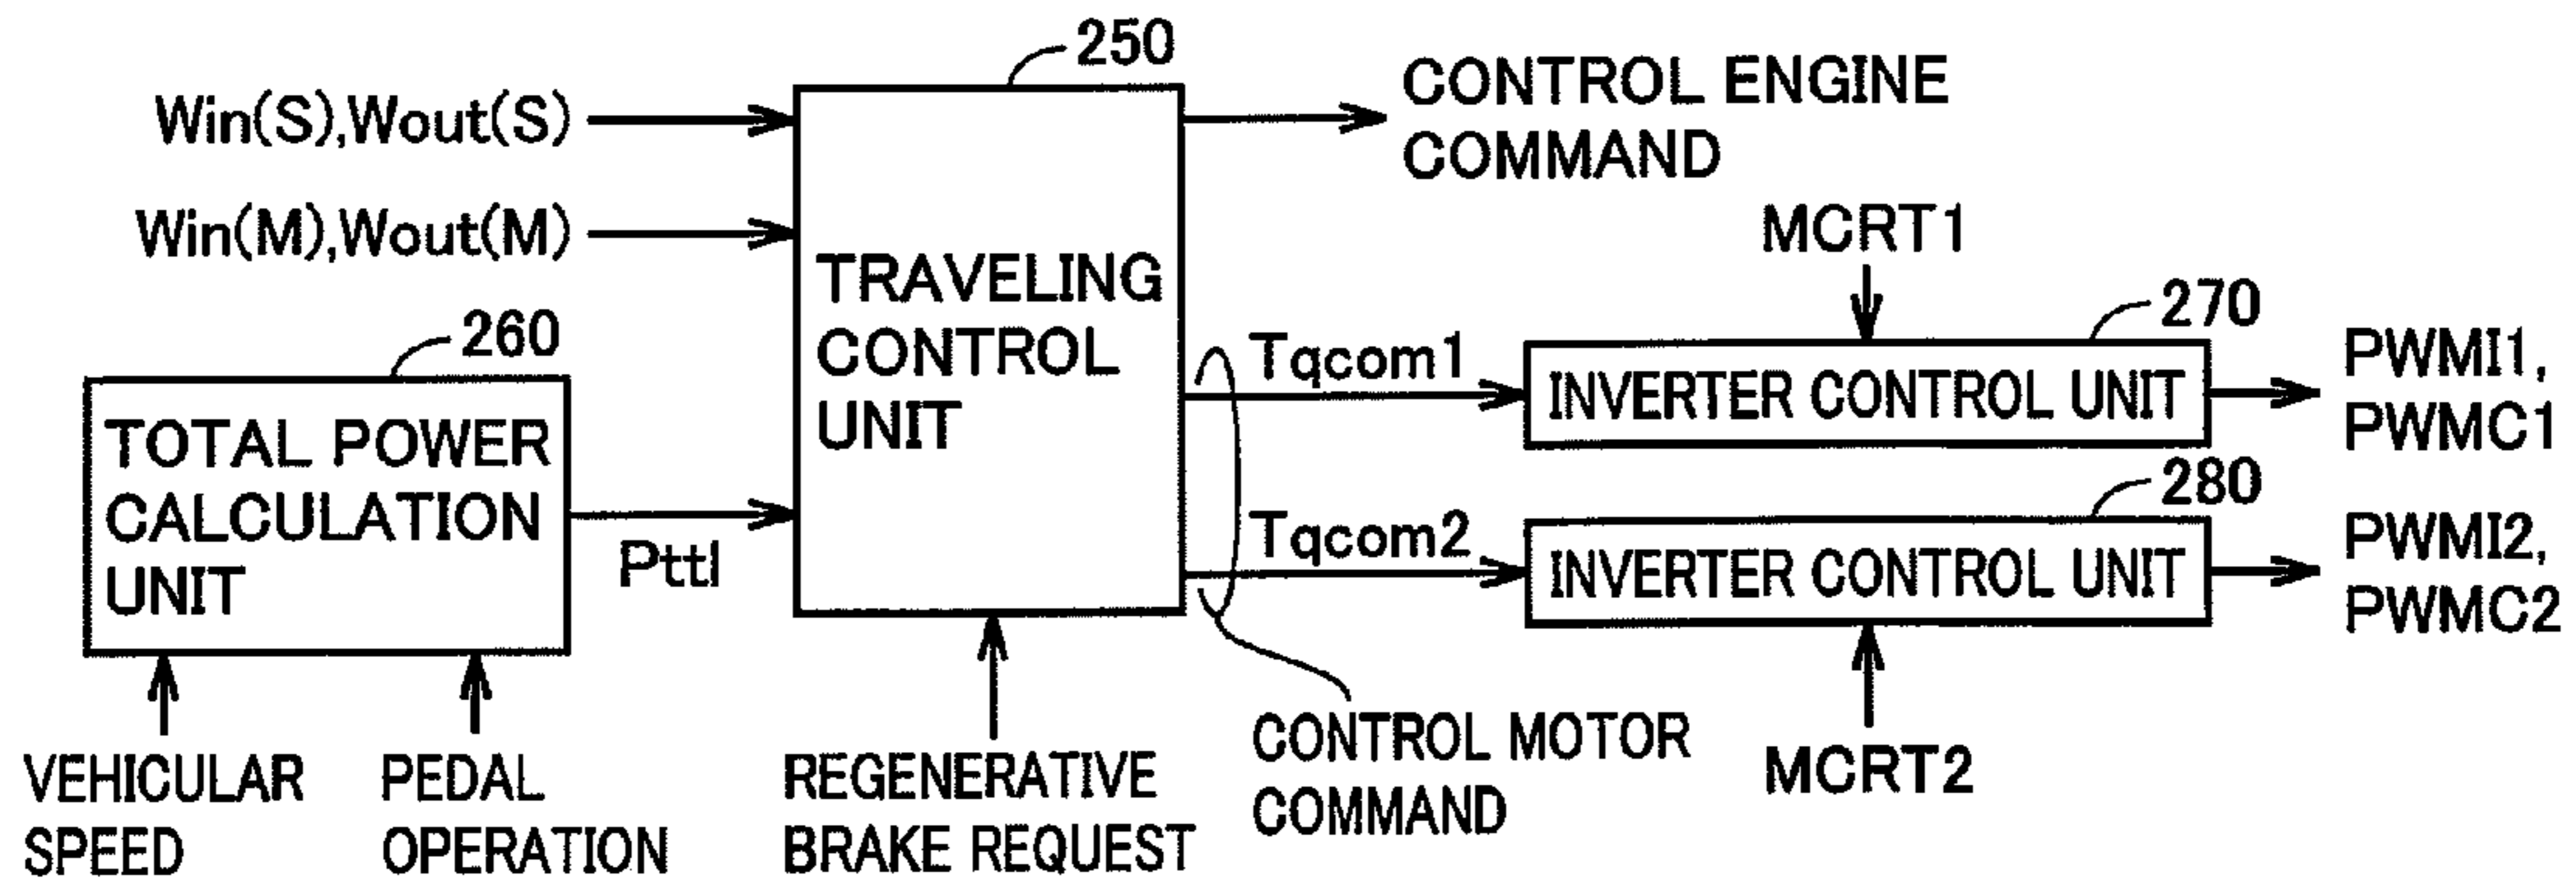 250
Win(S),Wout(S)
CONTROL ENGINE
COMMAND
Win(M),Wout(M)
MCRT1
TRAVELING
CONTROL
UNIT
260
TOTAL POWER
CALCULATION
UNIT
Pttl
Tqcom1
270
INVERTER CONTROL UNIT
PWMI1,
PWMC1
Tqcom2
280
INVERTER CONTROL UNIT
PWMI2,
PWMC2
VEHICULAR
SPEED
PEDAL
OPERATION
REGENERATIVE
BRAKE REQUEST
CONTROL MOTOR
COMMAND
MCRT2